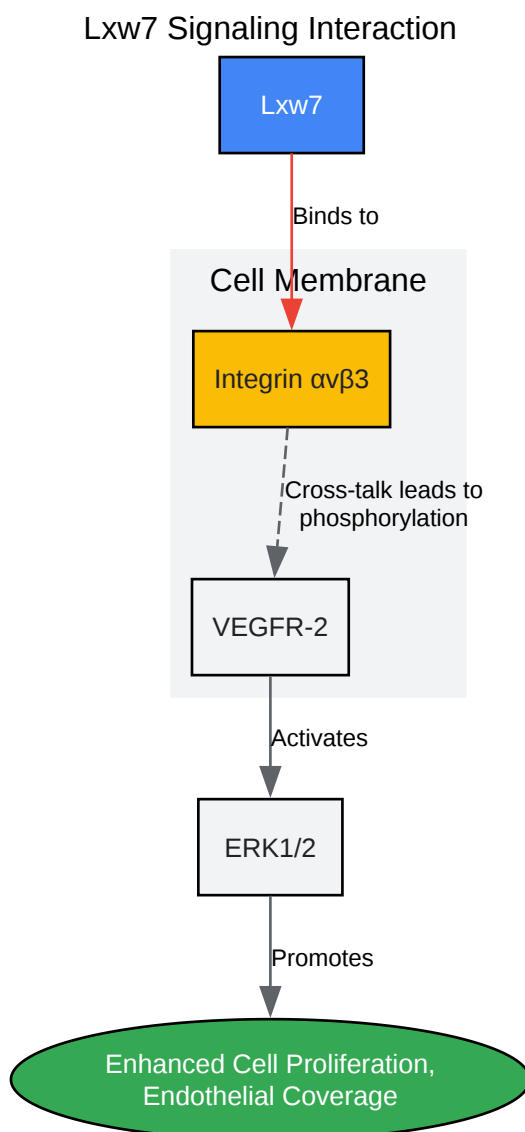 Lxw7 Signaling Interaction
Lxw7
Binds to
Cell Membrane
Integrin αvβ3
Cross-talk leads to
phosphorylation
VEGFR-2
Activates
ERK1/2
Promotes
Enhanced Cell Proliferation,
Endothelial Coverage